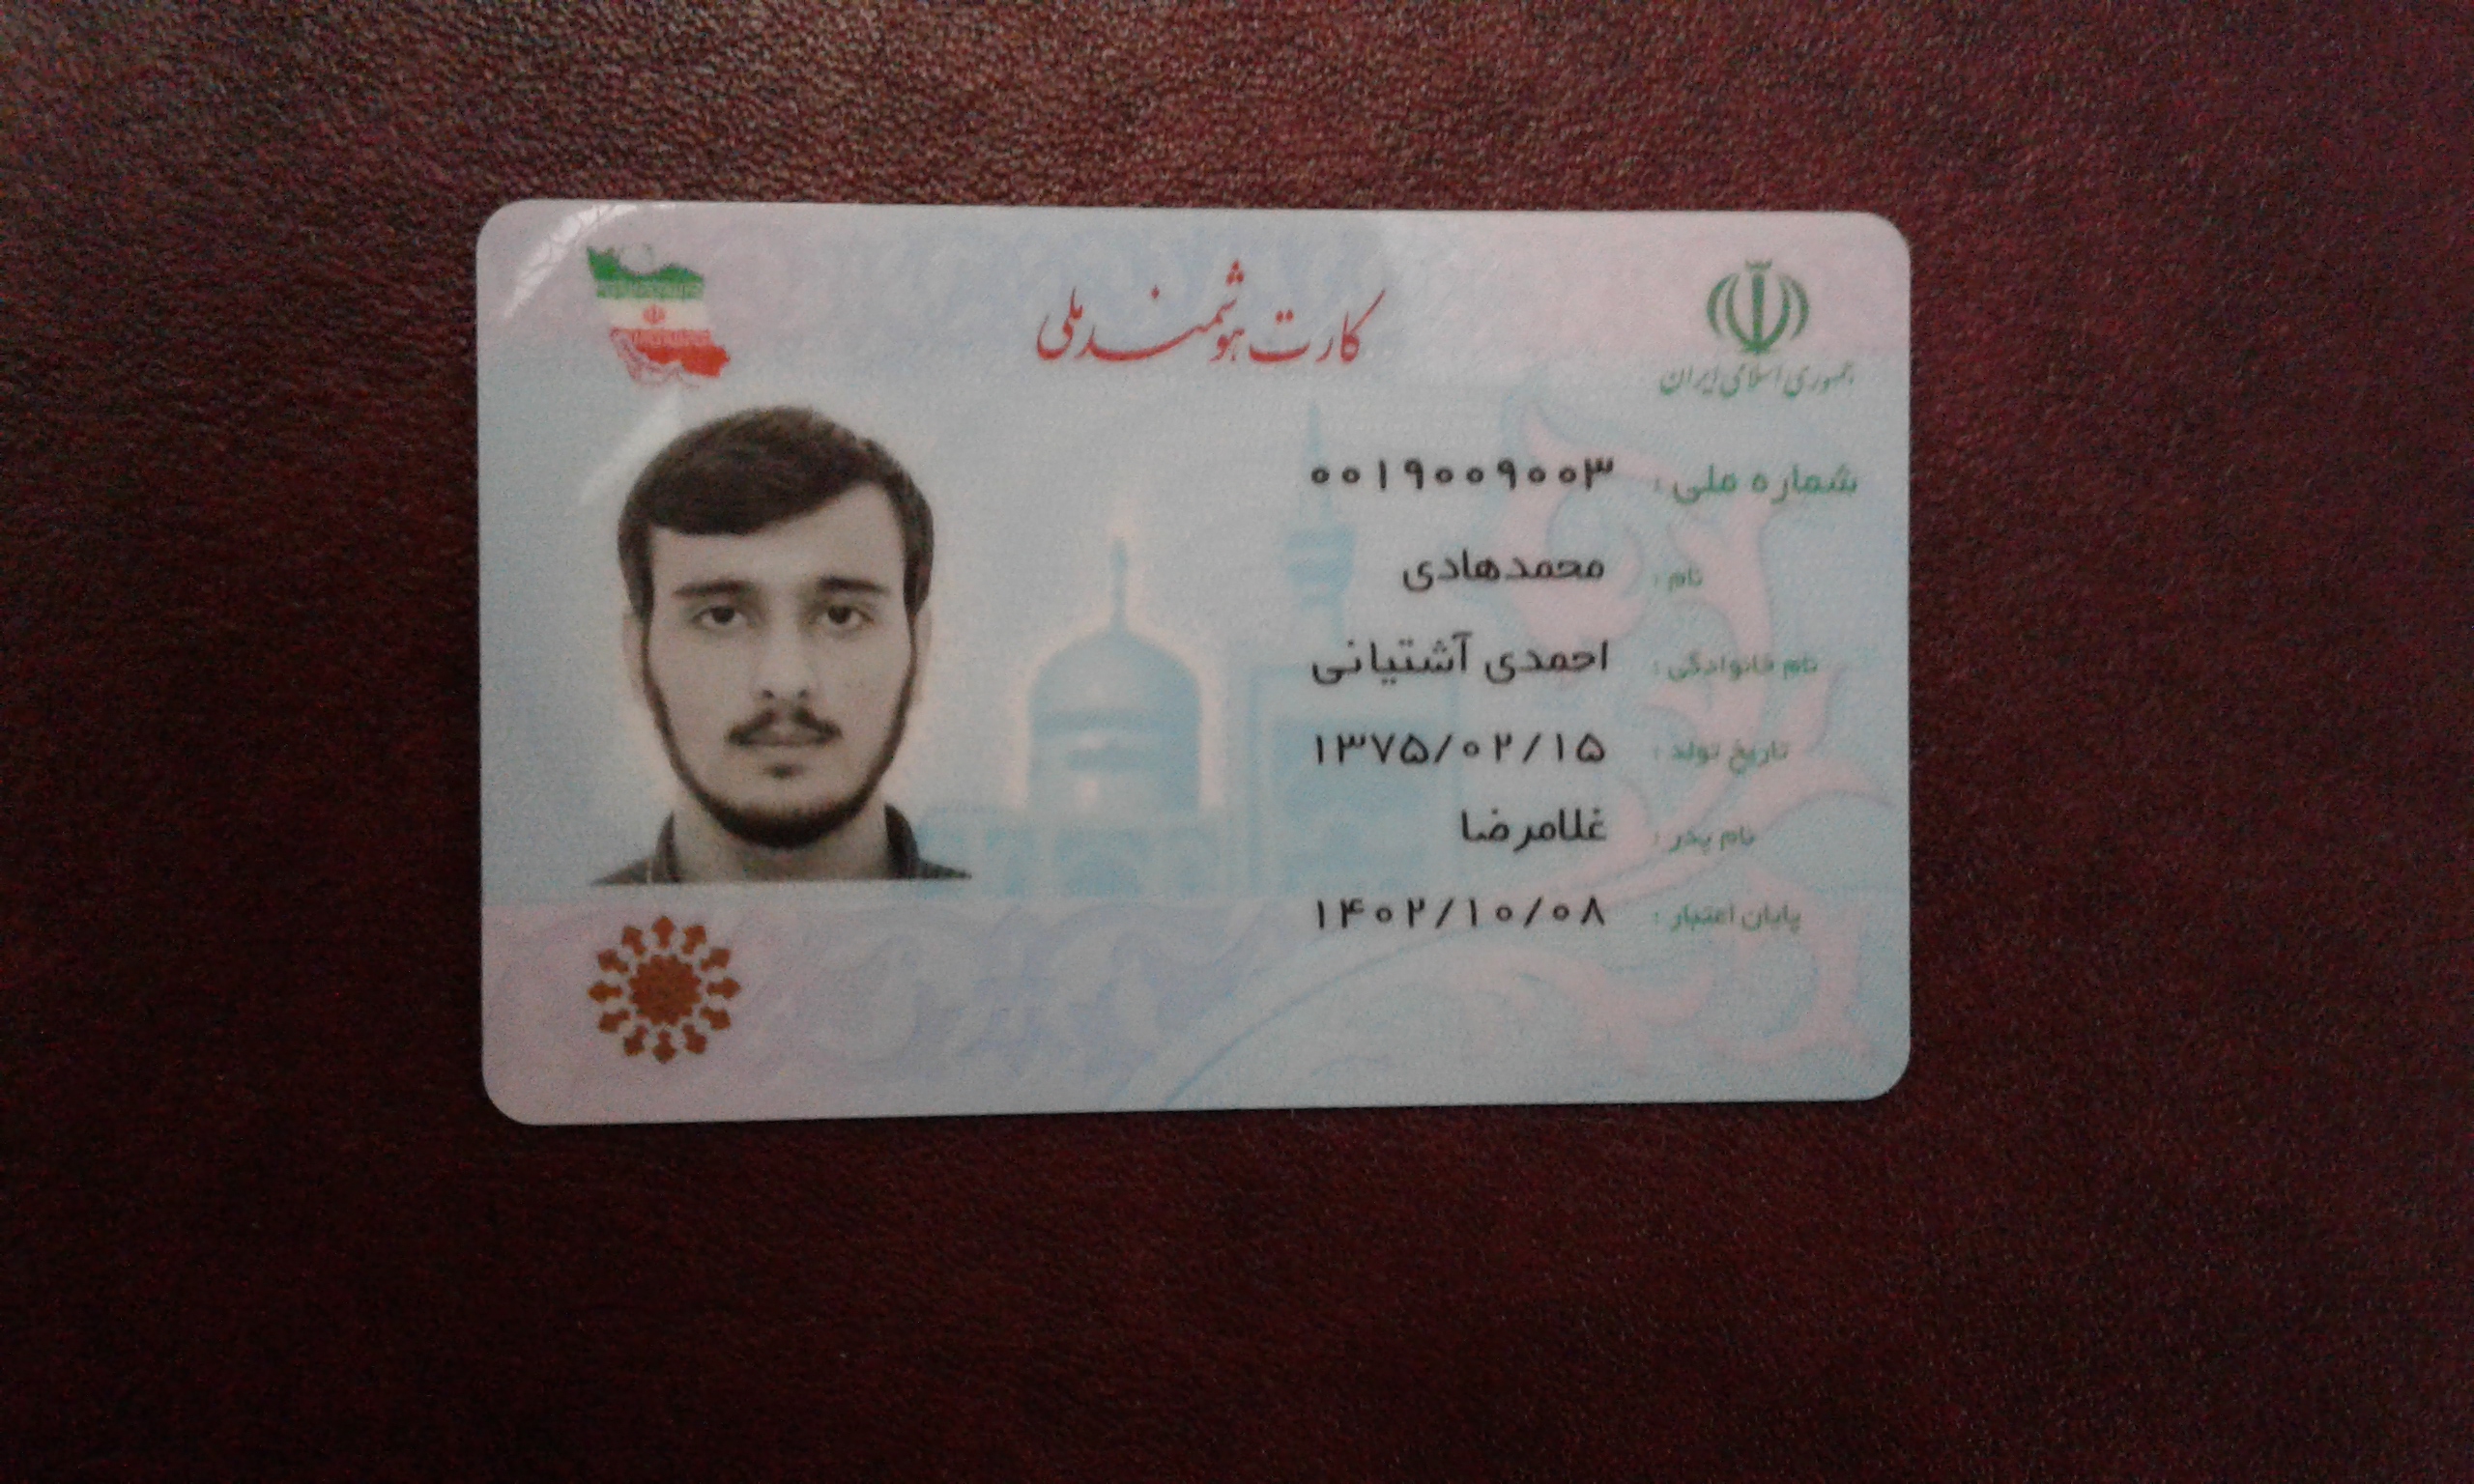 جمهوری اسلامی ایران
کارت هوشمند ملی
شماره ملی : ۰۰۱۹۰۰۹۰۰۳
نام : محمدهادی
نام خانوادگی : احمدی آشتیانی
تاریخ تولد : ۱۳۷۵/۰۲/۱۵
نام پدر : غلامرضا
پایان اعتبار : ۱۴۰۲/۱۰/۰۸